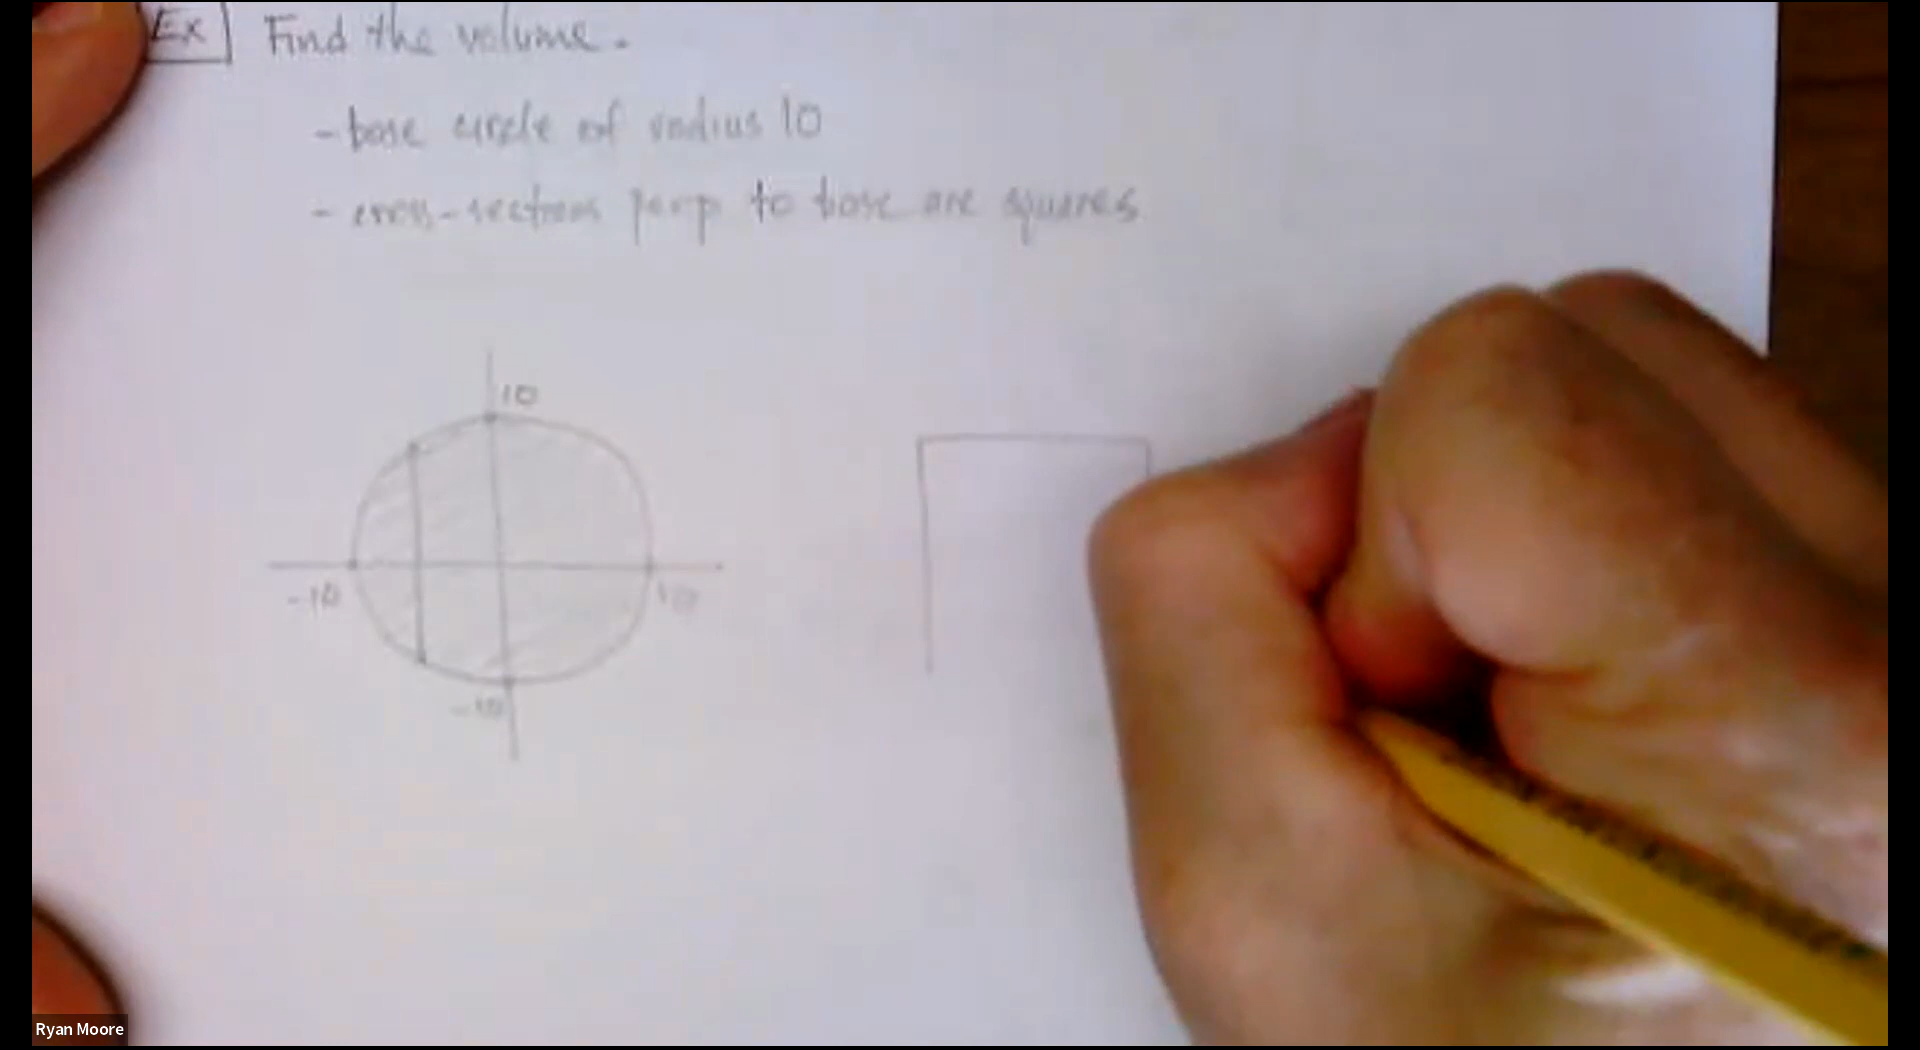 Ex Find the volume.
- base circle of radius 10
- cross-sections perp to base are squares
10
-10 10
-10
Ryan Moore